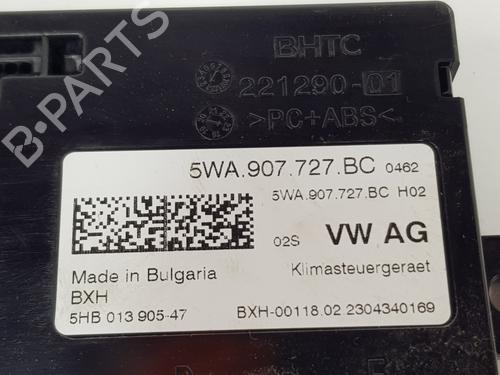 BHTC
221290-01
>PC+ABS<
5WA.907.727.BC 0462
5WA.907.727.BC H02
02S VW AG
Made in Bulgaria Klimasteuergeraet
BXH
5HB 013 905-47 BXH-00118.02 2304340169
B-PARTS